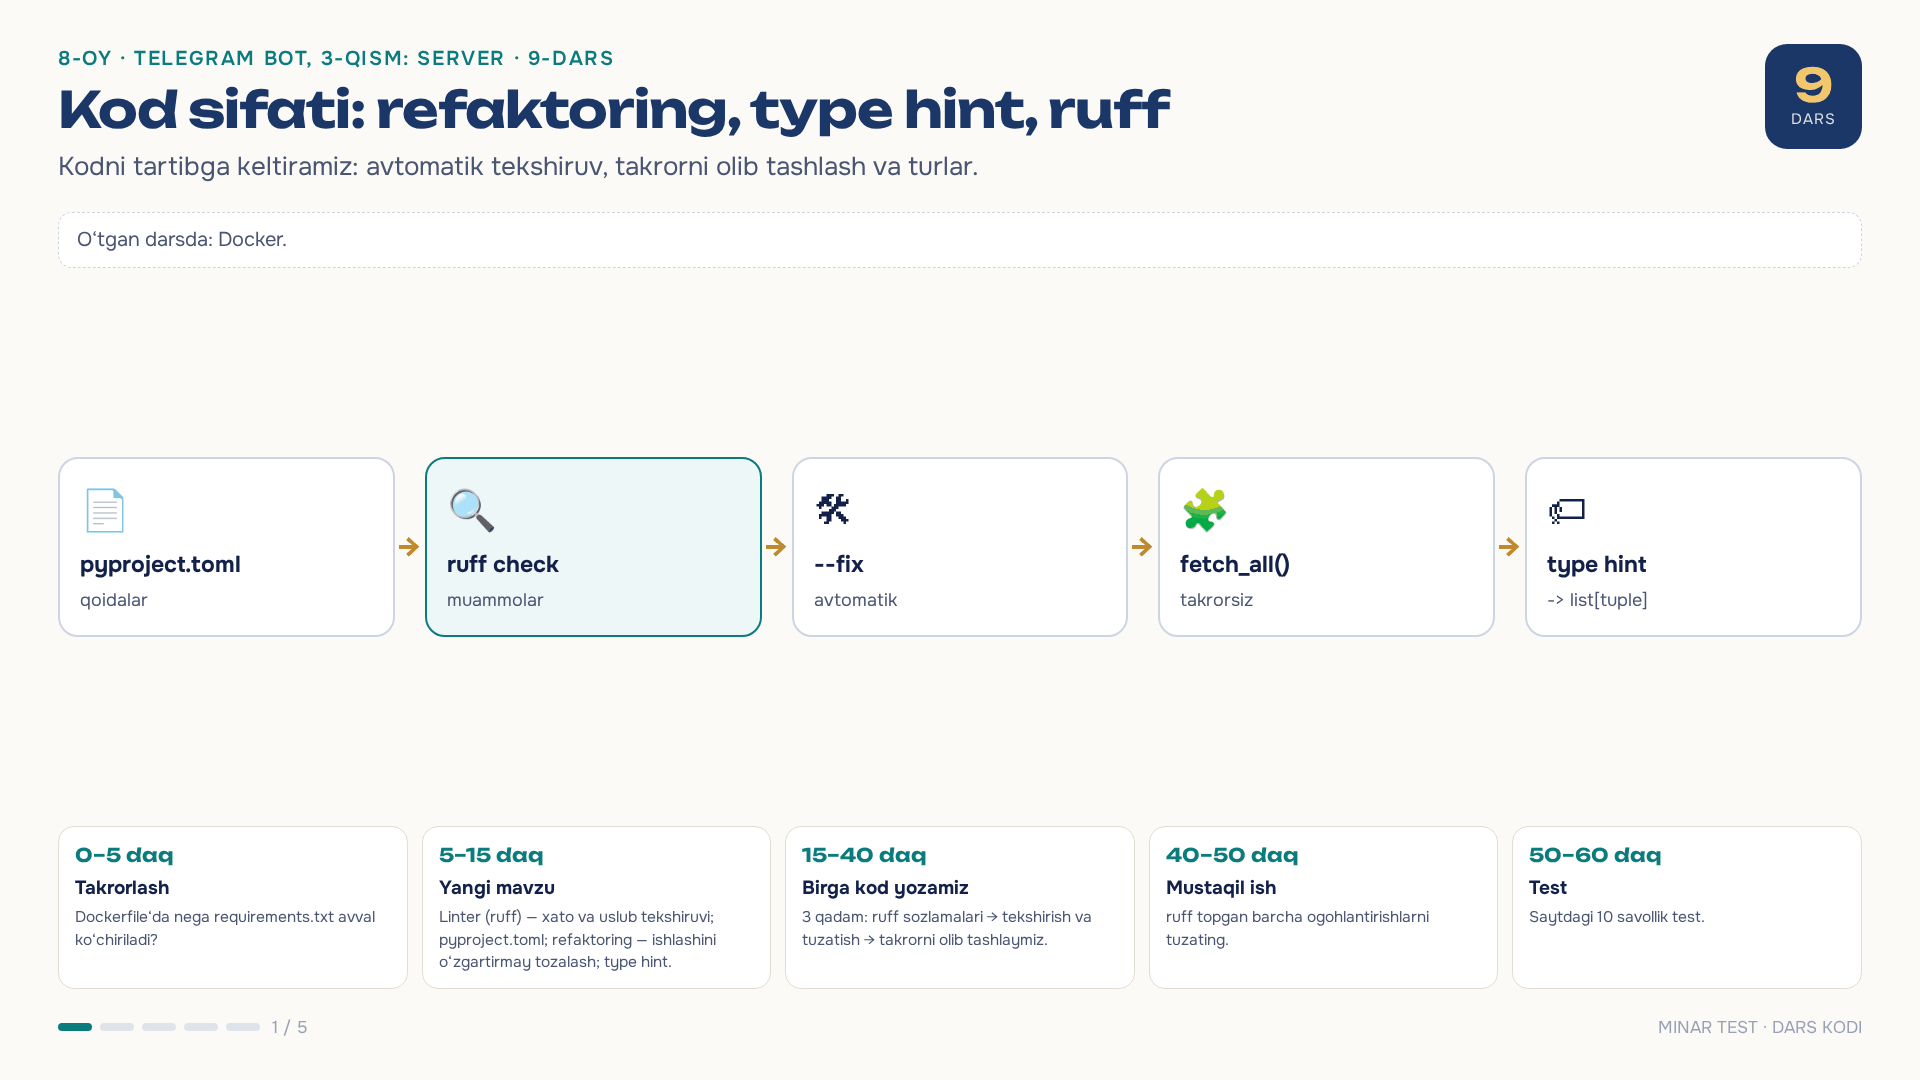 8-OY · TELEGRAM BOT, 3-QISM: SERVER · 9-DARS
Kod sifati: refaktoring, type hint, ruff
Kodni tartibga keltiramiz: avtomatik tekshiruv, takrorni olib tashlash va turlar.
9
DARS
O‘tgan darsda: Docker.
pyproject.toml
qoidalar
→
ruff check
muammolar
→
--fix
avtomatik
→
fetch_all()
takrorsiz
→
type hint
-> list[tuple]
0–5 daq
Takrorlash
Dockerfile‘da nega requirements.txt avval
ko‘chiriladi?
5–15 daq
Yangi mavzu
Linter (ruff) — xato va uslub tekshiruvi;
pyproject.toml; refaktoring — ishlashini
o‘zgartirmay tozalash; type hint.
15–40 daq
Birga kod yozamiz
3 qadam: ruff sozlamalari → tekshirish va
tuzatish → takrorni olib tashlaymiz.
40–50 daq
Mustaqil ish
ruff topgan barcha ogohlantirishlarni
tuzating.
50–60 daq
Test
Saytdagi 10 savollik test.
1 / 5
MINAR TEST · DARS KODI